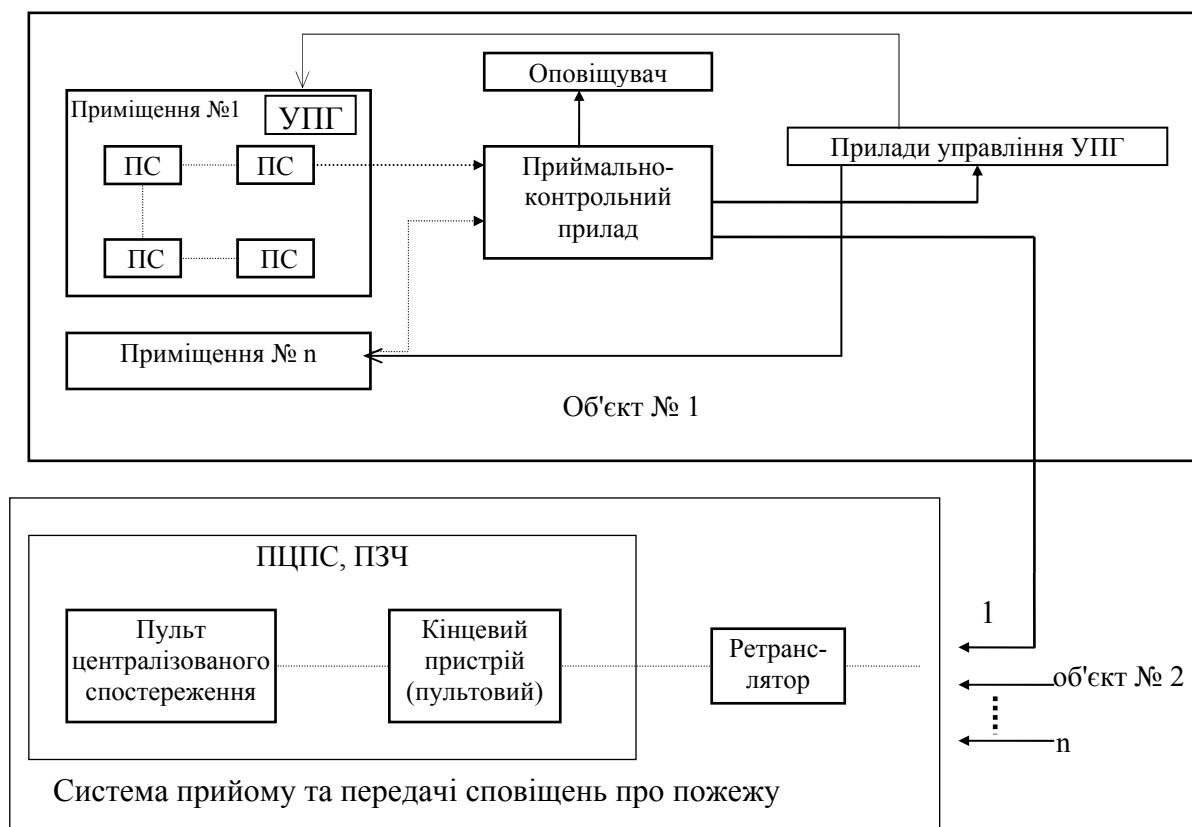 Оповіщувач
Приміщення №1
УПГ
ПС
ПС
ПС
ПС
Приймально-
контрольний
прилад
Прилади управління УПГ
Приміщення № n
Об'єкт № 1
ПЦПС, ПЗЧ
Пульт
централізованого
спостереження
Кінцевий
пристрій
(пультовий)
Ретранс-
лятор
1
об'єкт № 2
n
Система прийому та передачі сповіщень про пожежу